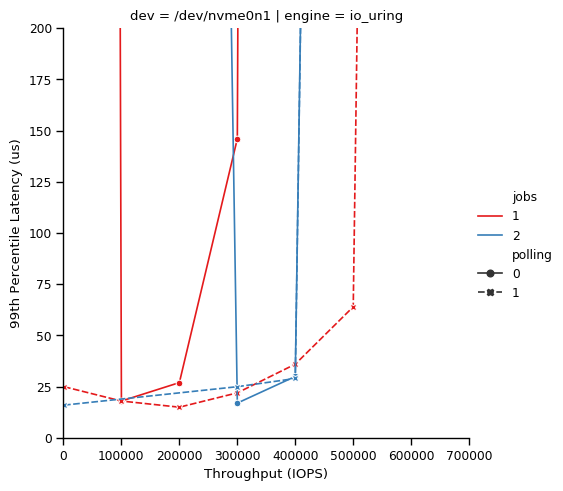 dev = /dev/nvme0n1 | engine = io_uring
200
175
150
125
100
75
50
25
0
99th Percentile Latency (us)
0 100000 200000 300000 400000 500000 600000 700000
Throughput (IOPS)
jobs
1
2
polling
0
1